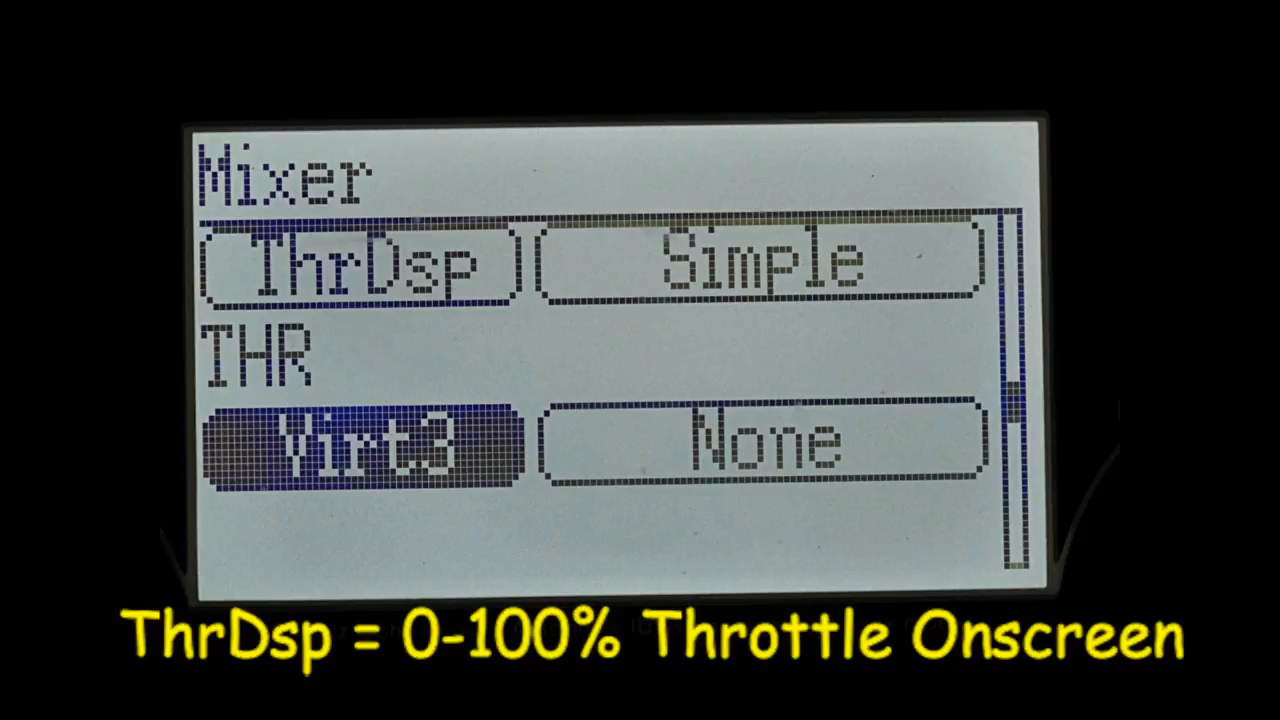 Mixer
ThrDsp Simple
THR
Virt3 None
ThrDsp = 0-100% Throttle Onscreen